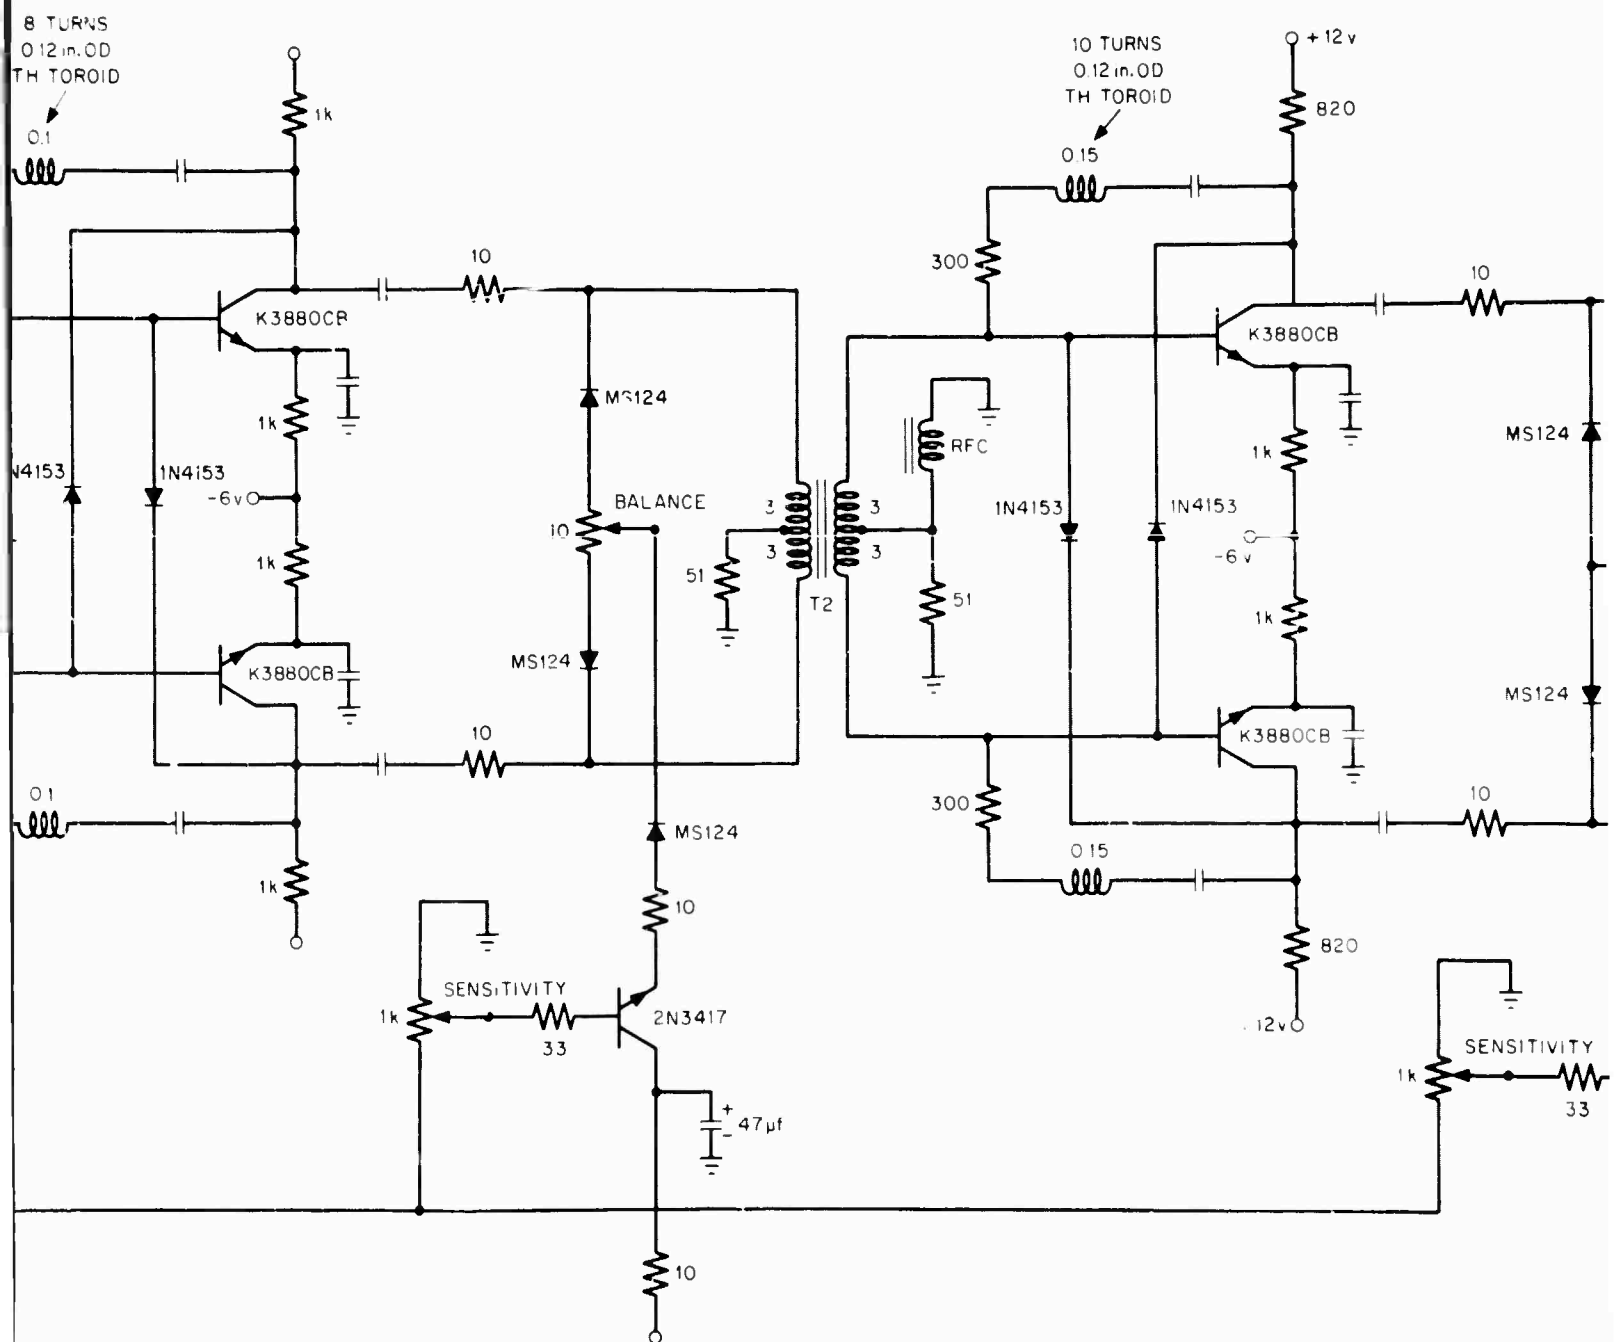 8 TURNS
0.12 in. OD
TH TOROID
0.1
1k
10
K3880CB
1k
MS124
N4153
1N4153
-6v
BALANCE
10
1k
51
3 3
3 3
T2
RFC
51
K3880CB
MS124
10
0.1
1k
MS124
10
SENSITIVITY
1k
33
2N3417
+
47µf
-
10
10 TURNS
0.12 in. OD
TH TOROID
0.15
+12v
820
300
10
K3880CB
1k
MS124
1N4153
1N4153
-6v
1k
MS124
K3880CB
300
10
0.15
820
12v
SENSITIVITY
1k
33